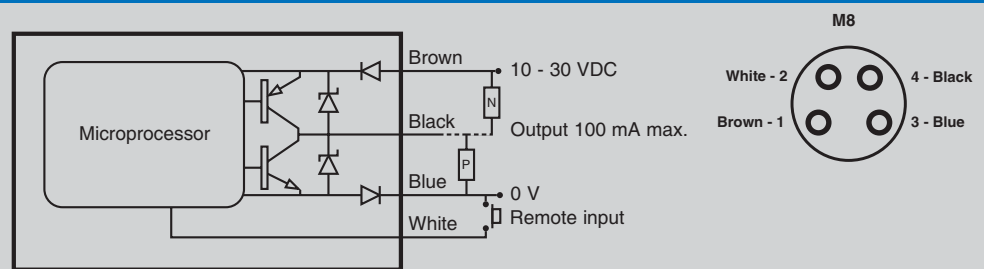 M8
Brown
10 - 30 VDC
N
White - 2
4 - Black
Microprocessor
Black
Output 100 mA max.
Brown - 1
3 - Blue
P
Blue
0 V
White
Remote input